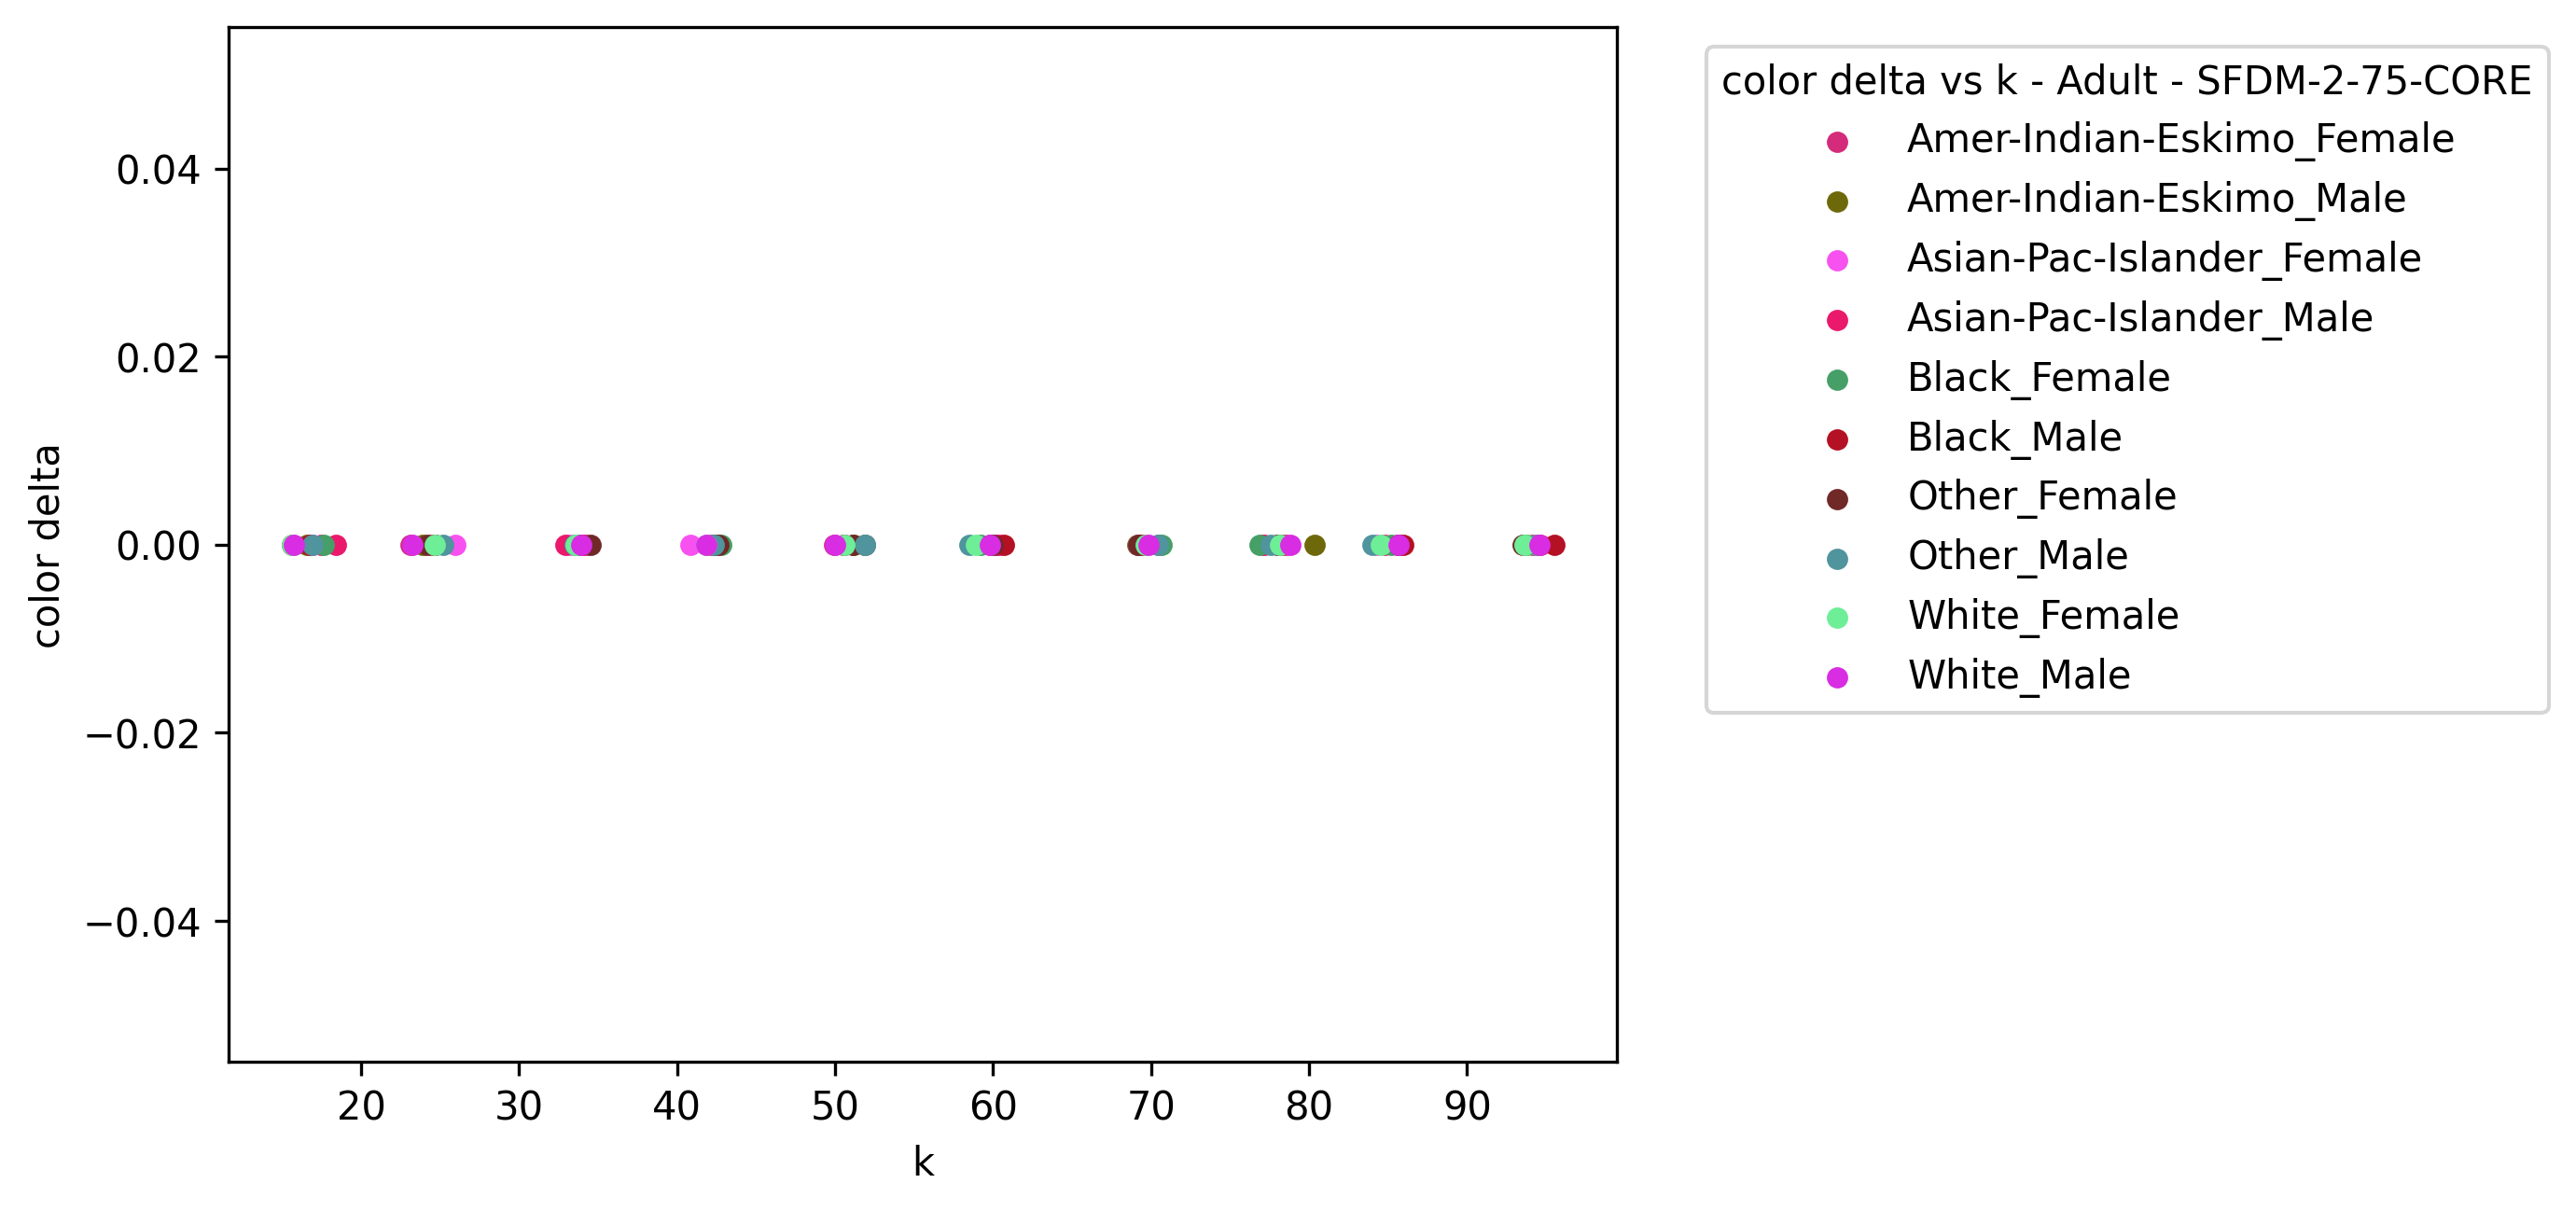 color delta vs k - Adult - SFDM-2-75-CORE
Amer-Indian-Eskimo_Female
Amer-Indian-Eskimo_Male
Asian-Pac-Islander_Female
Asian-Pac-Islander_Male
Black_Female
Black_Male
Other_Female
Other_Male
White_Female
White_Male
color delta
0.04
0.02
0.00
−0.02
−0.04
20 30 40 50 60 70 80 90
k